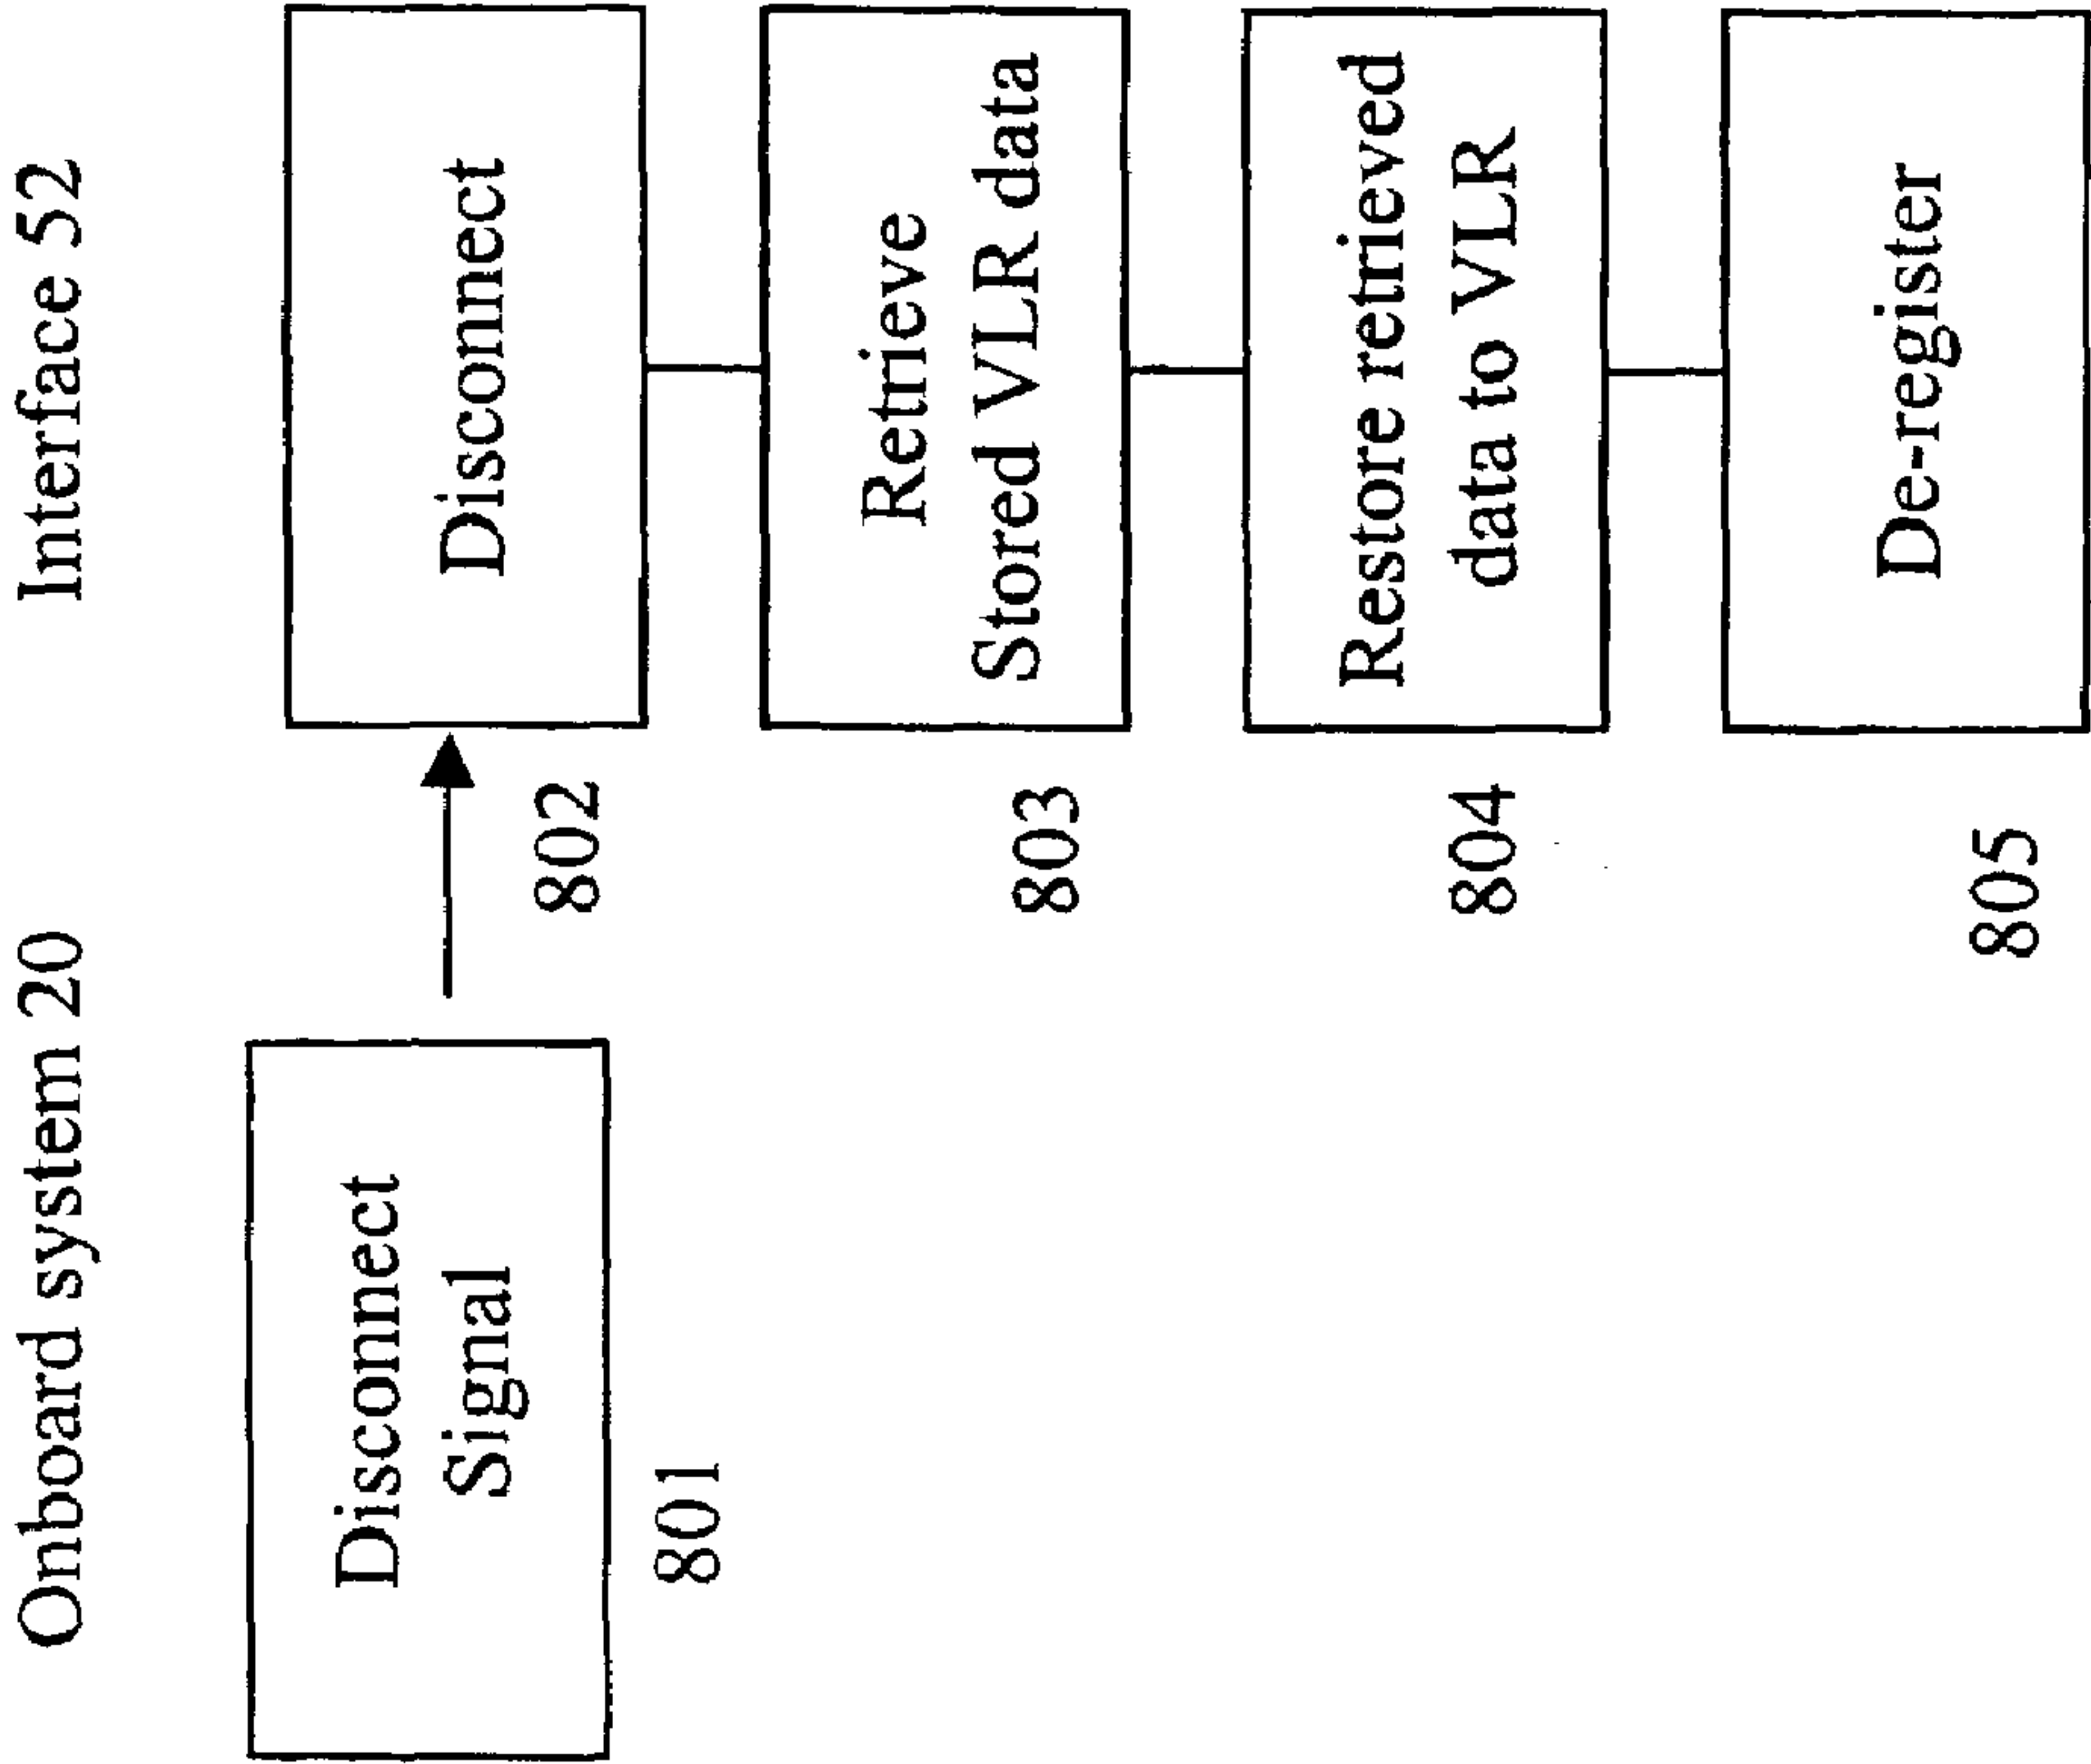 Onboard system 20
Interface 52
Disconnect
Signal
801
Disconnect
802
Retrieve
Stored VLR data
803
Restore retrieved
data to VLR
804
De-register
805